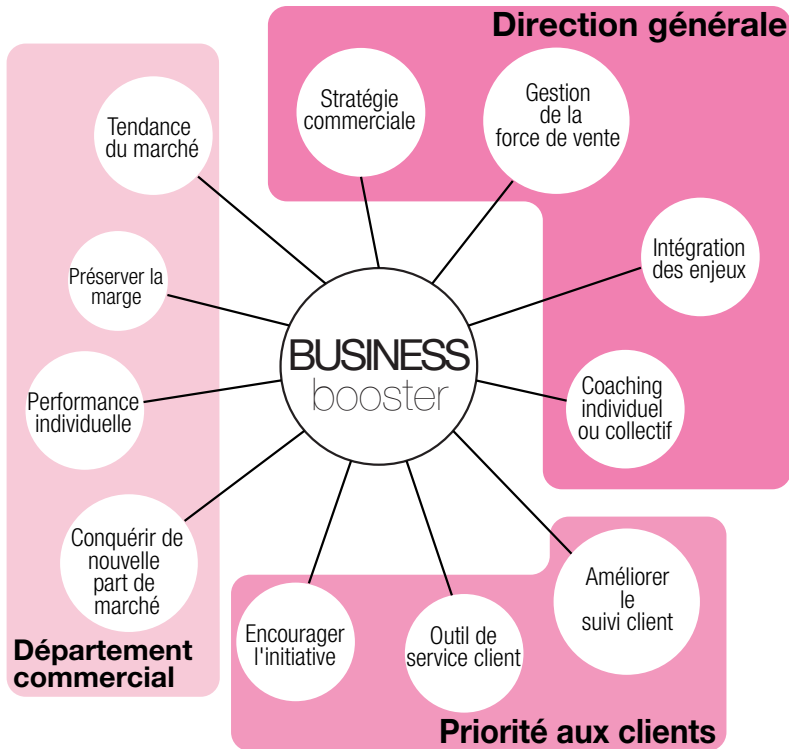 Direction générale
Stratégie
commerciale
Gestion
de la
force de vente
Intégration
des enjeux
Coaching
individuel
ou collectif
Tendance
du marché
Préserver la
marge
Performance
individuelle
Conquérir de
nouvelle
part de
marché
Département
commercial
BUSINESS
booster
Améliorer
le
suivi client
Outil de
service client
Encourager
l'initiative
Priorité aux clients